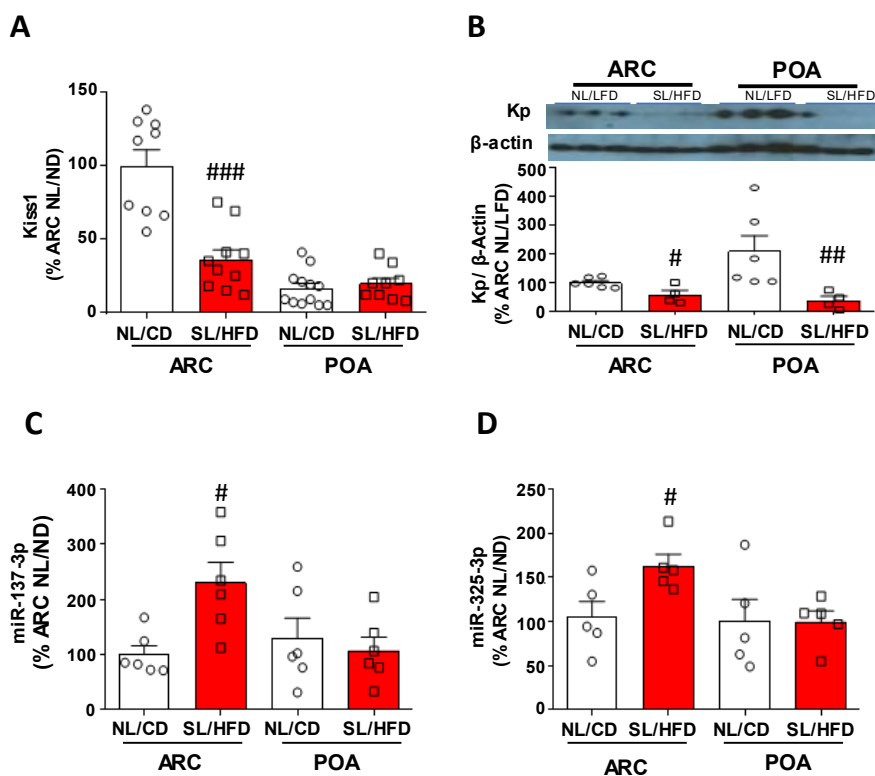 A
Kiss1
(% ARC NL/ND)
150
100
50
0
###
NL/CD SL/HFD NL/CD SL/HFD
ARC POA
B
ARC POA
NL/LFD SL/HFD NL/LFD SL/HFD
Kp
β-actin
Kp/ β-Actin
(% ARC NL/LFD)
500
400
300
200
100
0
# ##
NL/CD SL/HFD NL/CD SL/HFD
ARC POA
C
miR-137-3p
(% ARC NL/ND)
400
300
200
100
0
#
NL/CD SL/HFD NL/CD SL/HFD
ARC POA
D
miR-325-3p
(% ARC NL/ND)
250
200
150
100
50
0
#
NL/CD SL/HFD NL/CD SL/HFD
ARC POA